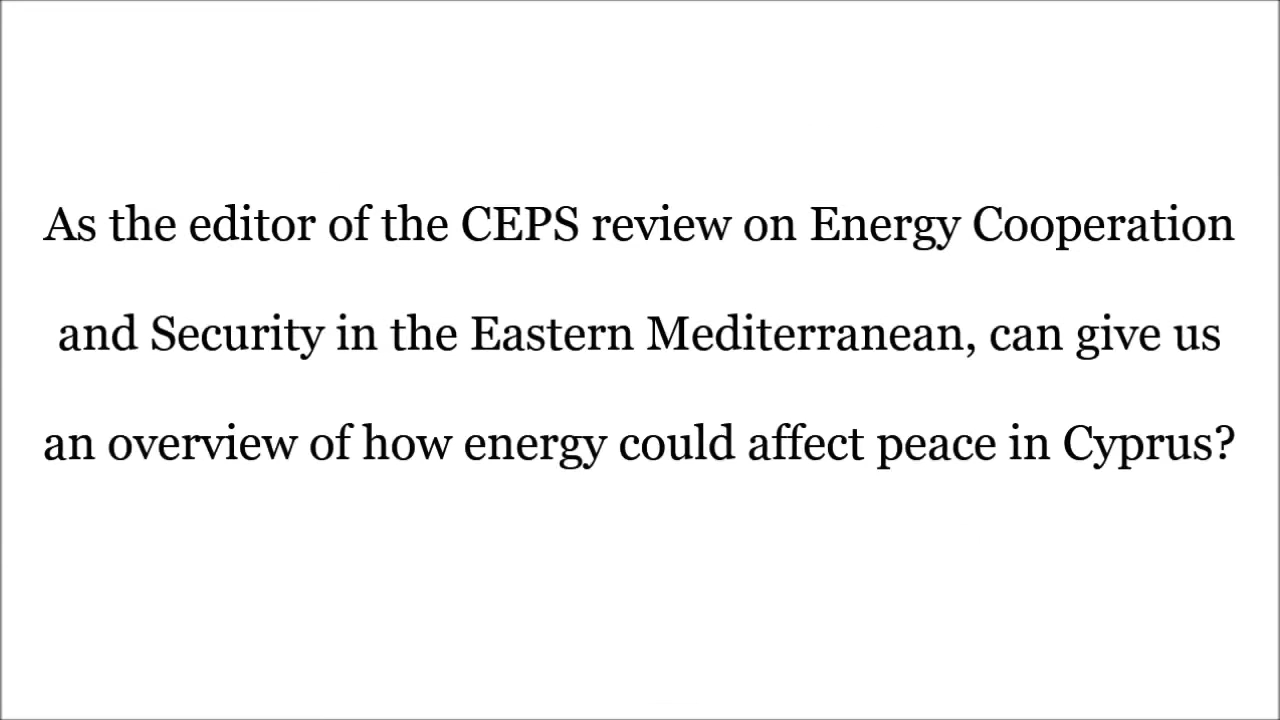 As the editor of the CEPS review on Energy Cooperation
and Security in the Eastern Mediterranean, can give us
an overview of how energy could affect peace in Cyprus?